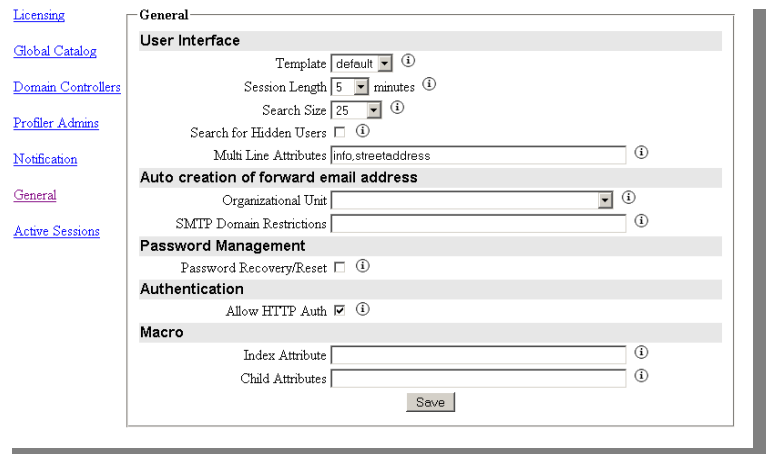 Licensing
Global Catalog
Domain Controllers
Profiler Admins
Notification
General
Active Sessions
General
User Interface
Template default
Session Length 5 minutes
Search Size 25
Search for Hidden Users
Multi Line Attributes info,streetaddress
Auto creation of forward email address
Organizational Unit
SMTP Domain Restrictions
Password Management
Password Recovery/Reset
Authentication
Allow HTTP Auth
Macro
Index Attribute
Child Attributes
Save